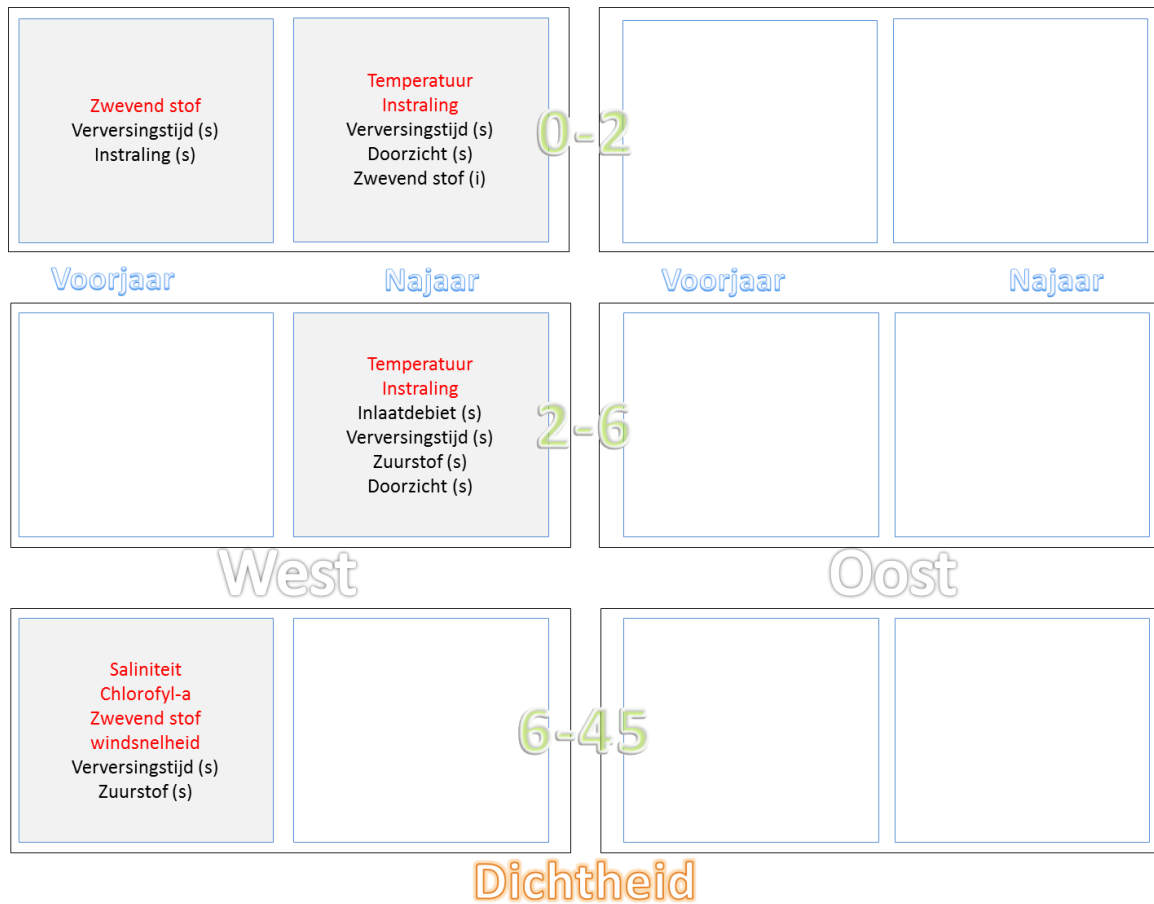 Zwevend stof
Verversingstijd (s)
Instraling (s)
Temperatuur
Instraling
Verversingstijd (s)
Doorzicht (s)
Zwevend stof (i)
0-2
Voorjaar
Najaar
Voorjaar
Najaar
Temperatuur
Instraling
Inlaatdebiet (s)
Verversingstijd (s)
Zuurstof (s)
Doorzicht (s)
2-6
West
Oost
Saliniteit
Chlorofyl-a
Zwevend stof
windsnelheid
Verversingstijd (s)
Zuurstof (s)
6-45
Dichtheid